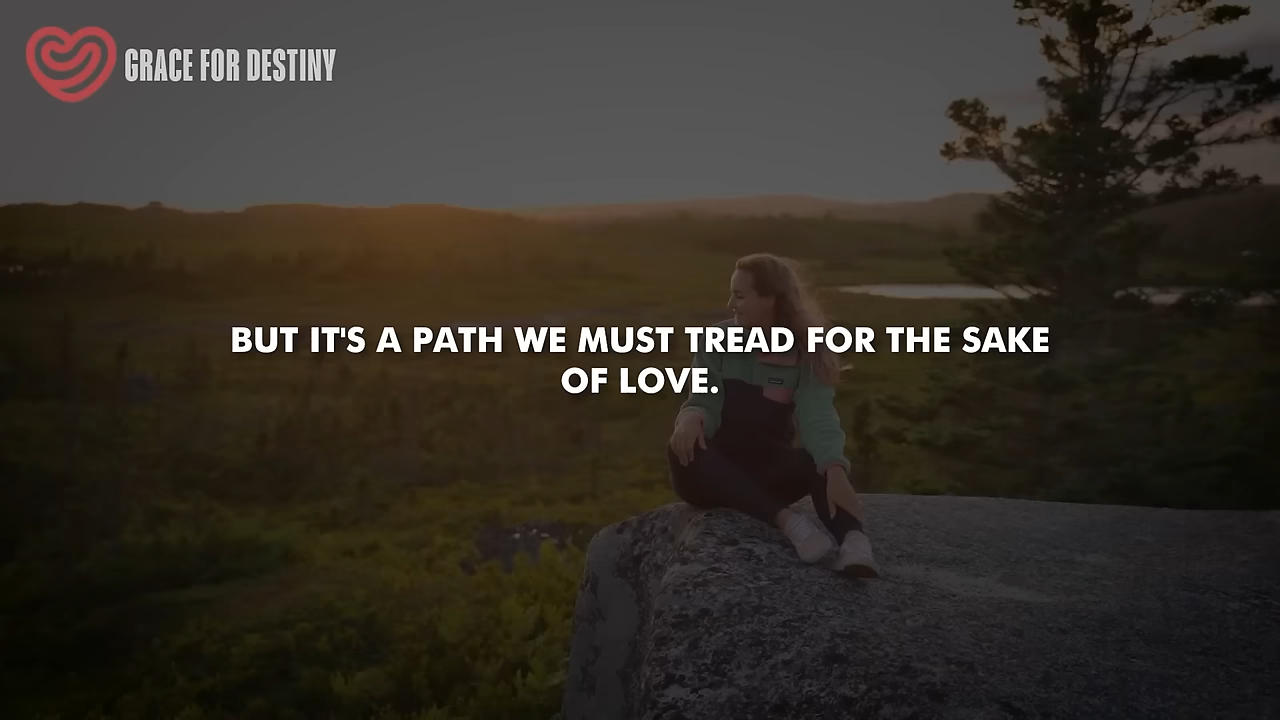 GRACE FOR DESTINY
BUT IT'S A PATH WE MUST TREAD FOR THE SAKE
OF LOVE.